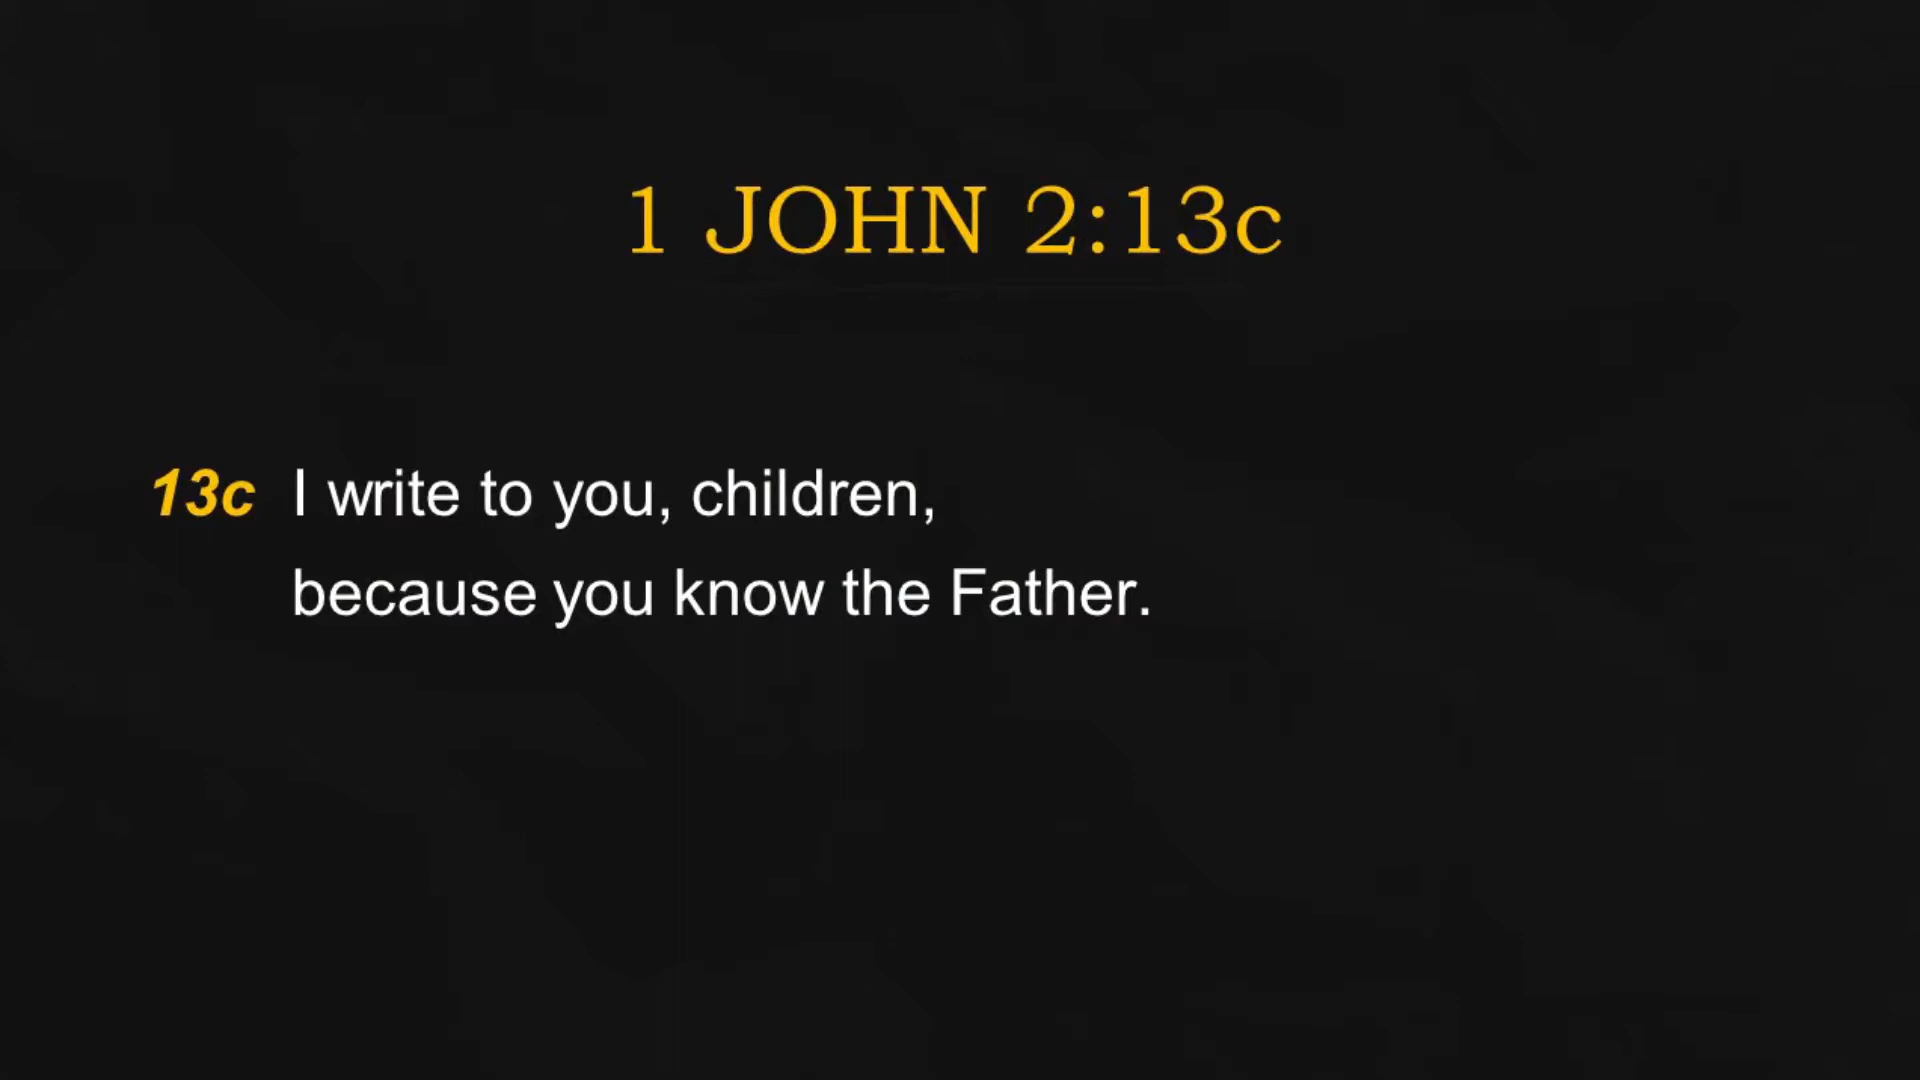 1 JOHN 2:13c
13c I write to you, children,
because you know the Father.